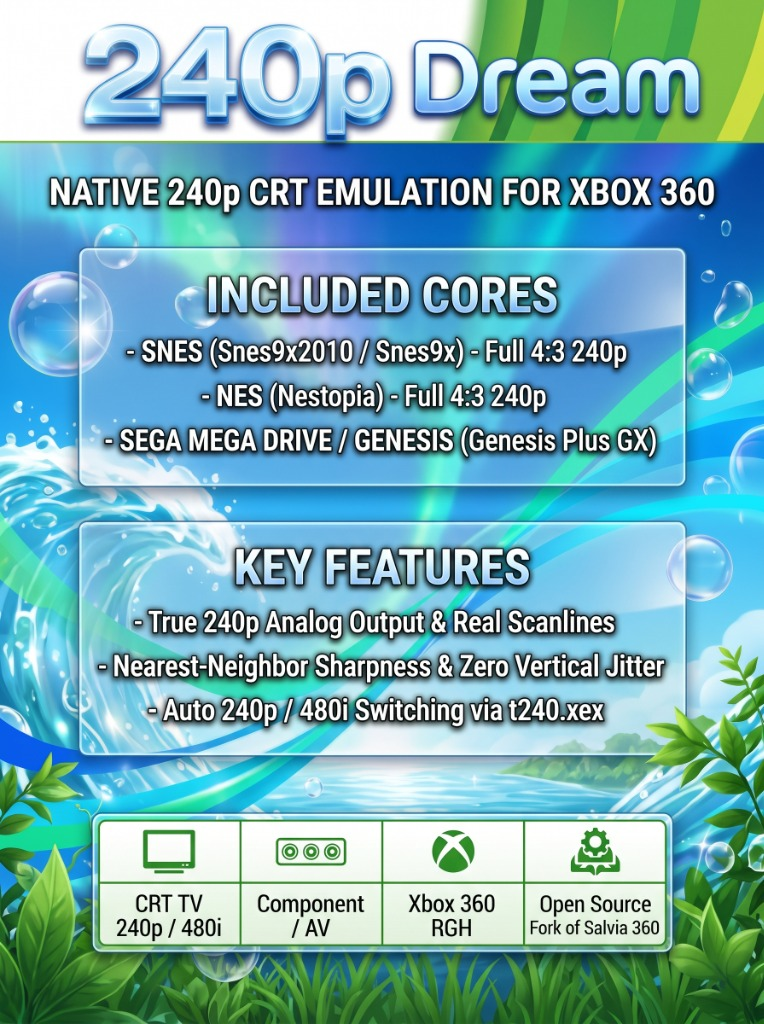 240p Dream
NATIVE 240p CRT EMULATION FOR XBOX 360
INCLUDED CORES
- SNES (Snes9x2010 / Snes9x) - Full 4:3 240p
- NES (Nestopia) - Full 4:3 240p
- SEGA MEGA DRIVE / GENESIS (Genesis Plus GX)
KEY FEATURES
- True 240p Analog Output & Real Scanlines
- Nearest-Neighbor Sharpness & Zero Vertical Jitter
- Auto 240p / 480i Switching via t240.xex
CRT TV
240p / 480i
Component
/ AV
Xbox 360
RGH
Open Source
Fork of Salvia 360